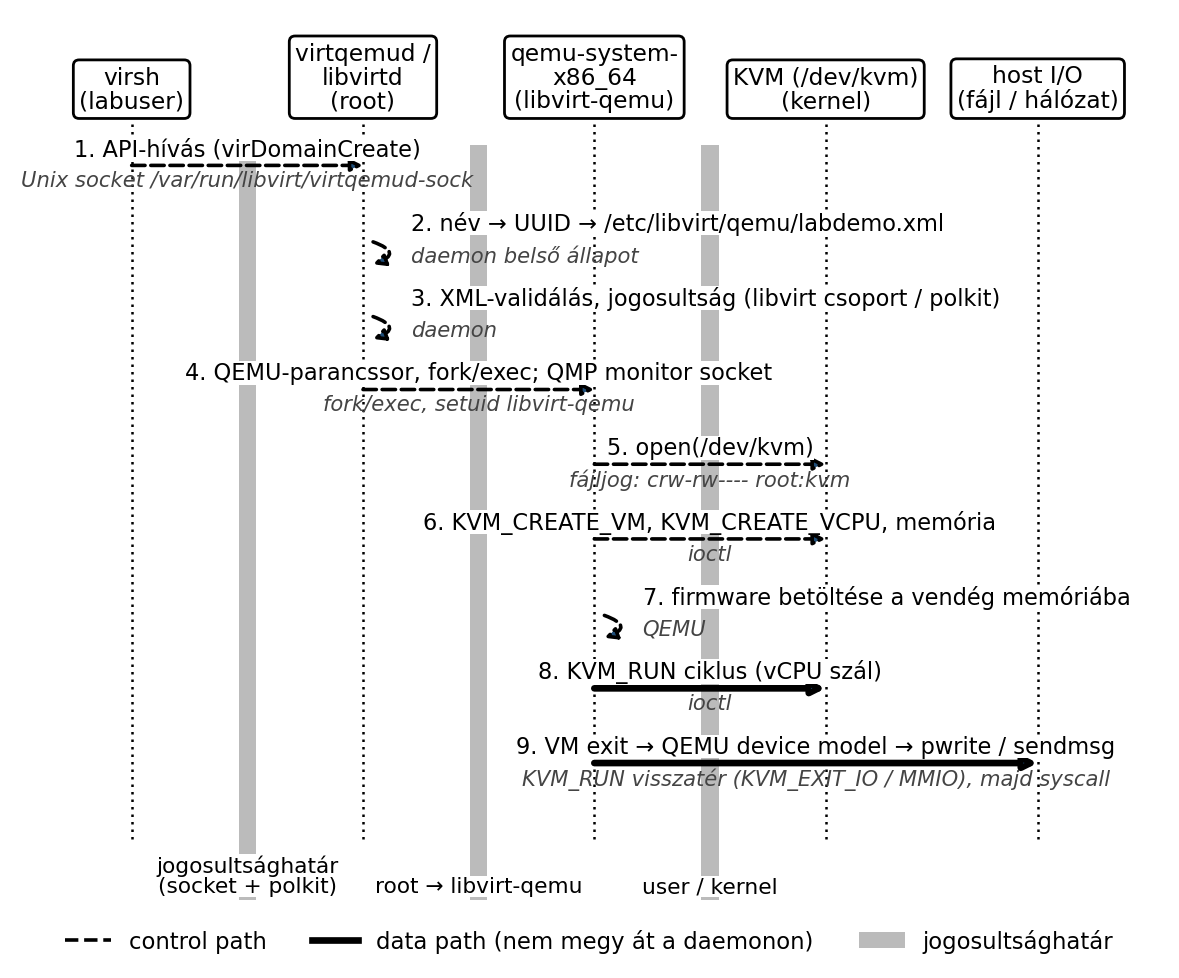 virsh
(labuser)
virtqemud /
libvirtd
(root)
qemu-system-
x86_64
(libvirt-qemu)
KVM (/dev/kvm)
(kernel)
host I/O
(fájl / hálózat)
1. API-hívás (virDomainCreate)
Unix socket /var/run/libvirt/virtqemud-sock
2. név → UUID → /etc/libvirt/qemu/labdemo.xml
daemon belső állapot
3. XML-validálás, jogosultság (libvirt csoport / polkit)
daemon
4. QEMU-parancssor, fork/exec; QMP monitor socket
fork/exec, setuid libvirt-qemu
5. open(/dev/kvm)
fájljog: crw-rw---- root:kvm
6. KVM_CREATE_VM, KVM_CREATE_VCPU, memória
ioctl
7. firmware betöltése a vendég memóriába
QEMU
8. KVM_RUN ciklus (vCPU szál)
ioctl
9. VM exit → QEMU device model → pwrite / sendmsg
KVM_RUN visszatér (KVM_EXIT_IO / MMIO), majd syscall
jogosultsághatár
(socket + polkit)
root → libvirt-qemu
user / kernel
control path
data path (nem megy át a daemonon)
jogosultsághatár